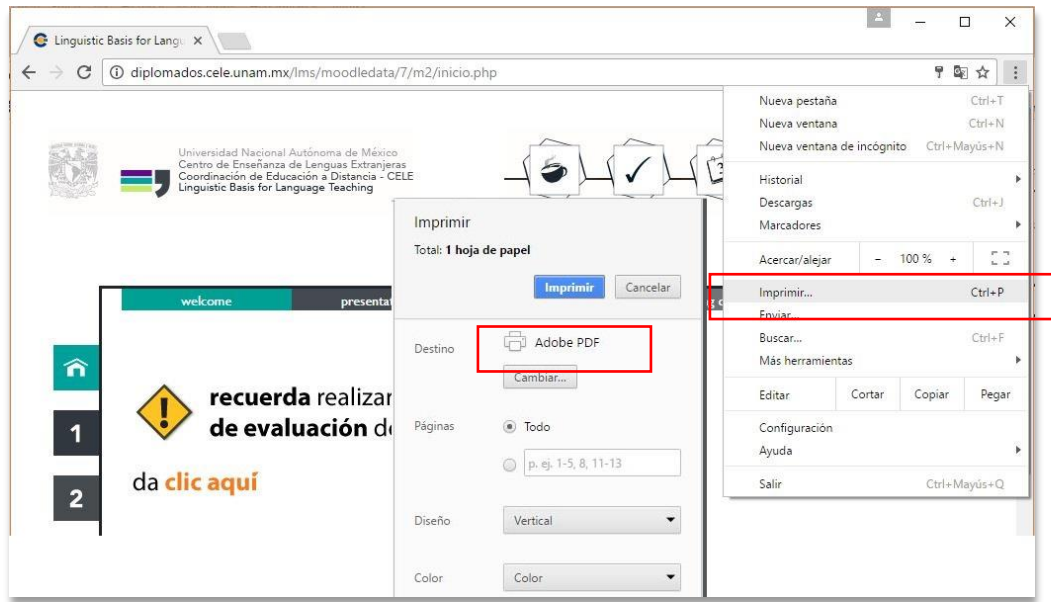 Linguistic Basis for Langu
diplomados.cele.unam.mx/lms/moodledata/7/m2/inicio.php
Universidad Nacional Autónoma de México
Centro de Enseñanza de Lenguas Extranjeras
Coordinación de Educación a Distancia - CELE
Linguistic Basis for Language Teaching
welcome
presentat
1
2
recuerda realizar
de evaluación de
da clic aquí
Imprimir
Total: 1 hoja de papel
Imprimir Cancelar
Destino Adobe PDF
Cambiar...
Páginas Todo
p. ej. 1-5, 8, 11-13
Diseño Vertical
Color Color
Nueva pestaña Ctrl+T
Nueva ventana Ctrl+N
Nueva ventana de incógnito Ctrl+Mayús+N
Historial
Descargas Ctrl+J
Marcadores
Acercar/alejar - 100 % +
Imprimir... Ctrl+P
Enviar...
Buscar... Ctrl+F
Más herramientas
Editar Cortar Copiar Pegar
Configuración
Ayuda
Salir Ctrl+Mayús+Q